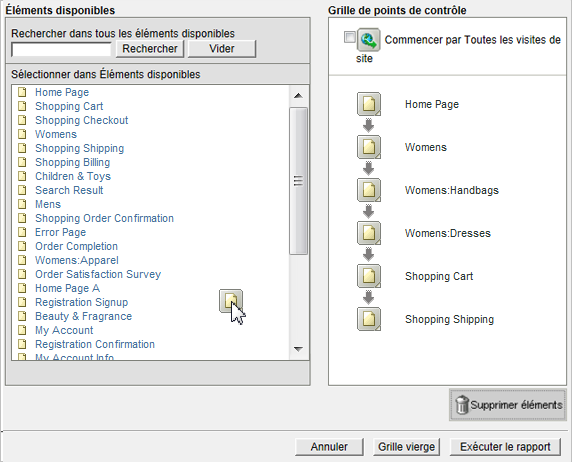 Éléments disponibles
Rechercher dans tous les éléments disponibles
Rechercher
Vider
Sélectionner dans Éléments disponibles
Home Page
Shopping Cart
Shopping Checkout
Womens
Shopping Shipping
Shopping Billing
Children & Toys
Search Result
Mens
Shopping Order Confirmation
Error Page
Order Completion
Womens:Apparel
Order Satisfaction Survey
Home Page A
Registration Signup
Beauty & Fragrance
My Account
Registration Confirmation
My Account Info
Grille de points de contrôle
Commencer par Toutes les visites de
site
Home Page
Womens
Womens:Handbags
Womens:Dresses
Shopping Cart
Shopping Shipping
Supprimer éléments
Annuler
Grille vierge
Exécuter le rapport